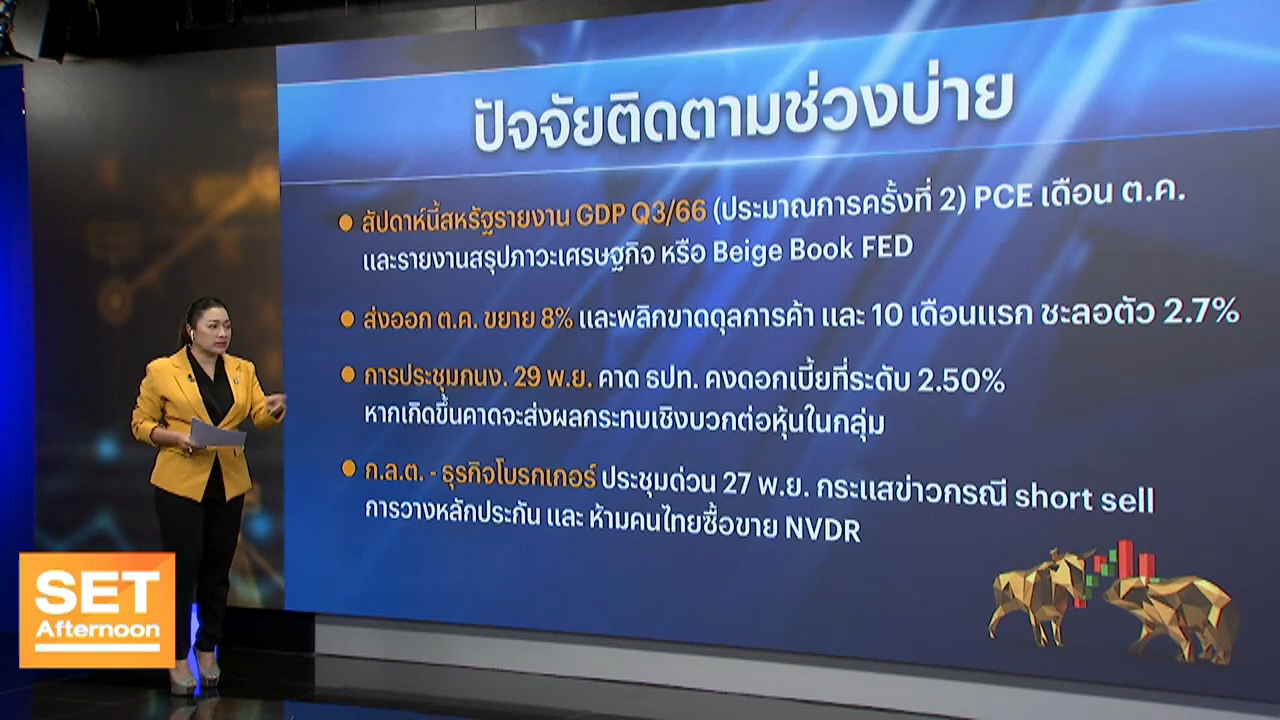 ปัจจัยติดตามช่วงบ่าย
สัปดาห์นี้สหรัฐรายงาน GDP Q3/66 (ประมาณการครั้งที่ 2) PCE เดือน ต.ค.
และรายงานสรุปภาวะเศรษฐกิจ หรือ Beige Book FED
ส่งออก ต.ค. ขยาย 8% และพลิกขาดดุลการค้า และ 10 เดือนแรก ชะลอตัว 2.7%
การประชุมกนง. 29 พ.ย. คาด ธปท. คงดอกเบี้ยที่ระดับ 2.50%
หากเกิดขึ้นคาดจะส่งผลกระทบเชิงบวกต่อหุ้นในกลุ่ม
ก.ล.ต. - ธุรกิจโบรกเกอร์ ประชุมด่วน 27 พ.ย. กระแสข่าวกรณี short sell
การวางหลักประกัน และ ห้ามคนไทยซื้อขาย NVDR
SET
Afternoon